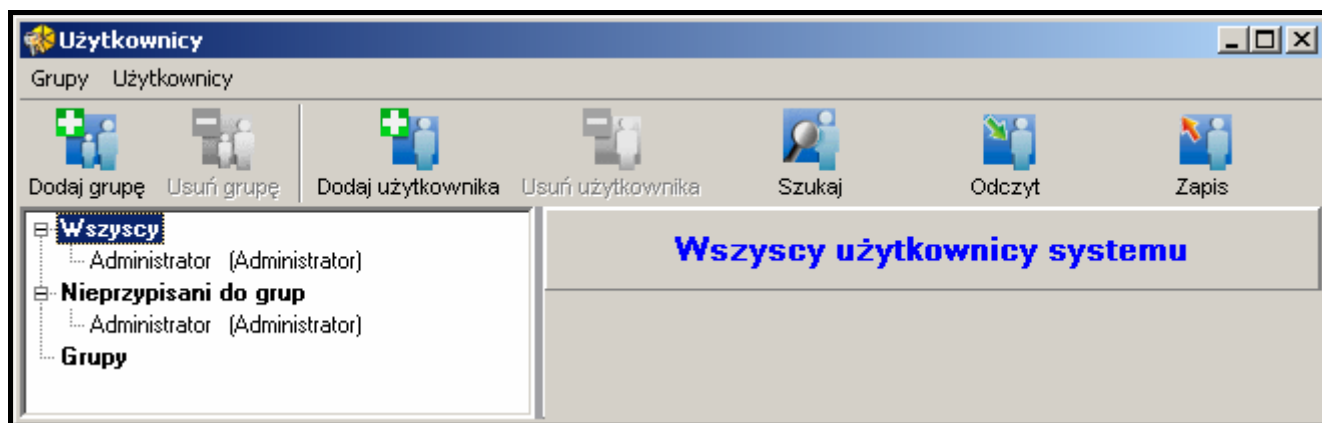 Użytkownicy
Grupy Użytkownicy
Dodaj grupę Usuń grupę Dodaj użytkownika Usuń użytkownika Szukaj Odczyt Zapis
Wszyscy
Administrator (Administrator)
Nieprzypisani do grup
Administrator (Administrator)
Grupy
Wszyscy użytkownicy systemu